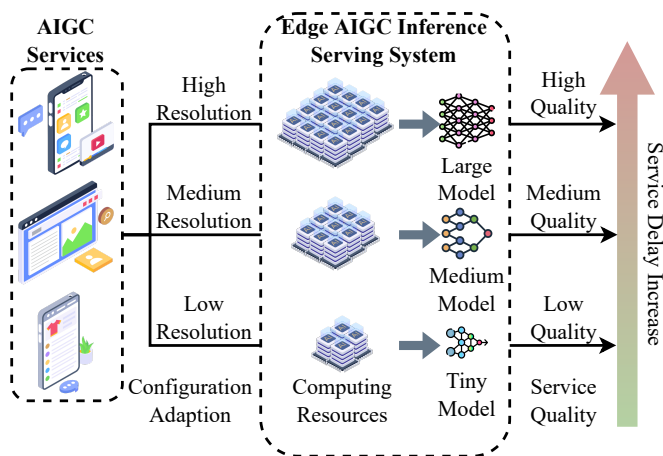 AIGC
Services
Edge AIGC Inference
Serving System
High
Resolution
Large
Model
High
Quality
Medium
Resolution
Medium
Model
Medium
Quality
Low
Resolution
Tiny
Model
Low
Quality
Configuration
Adaption
Computing
Resources
Service
Quality
Service Delay Increase